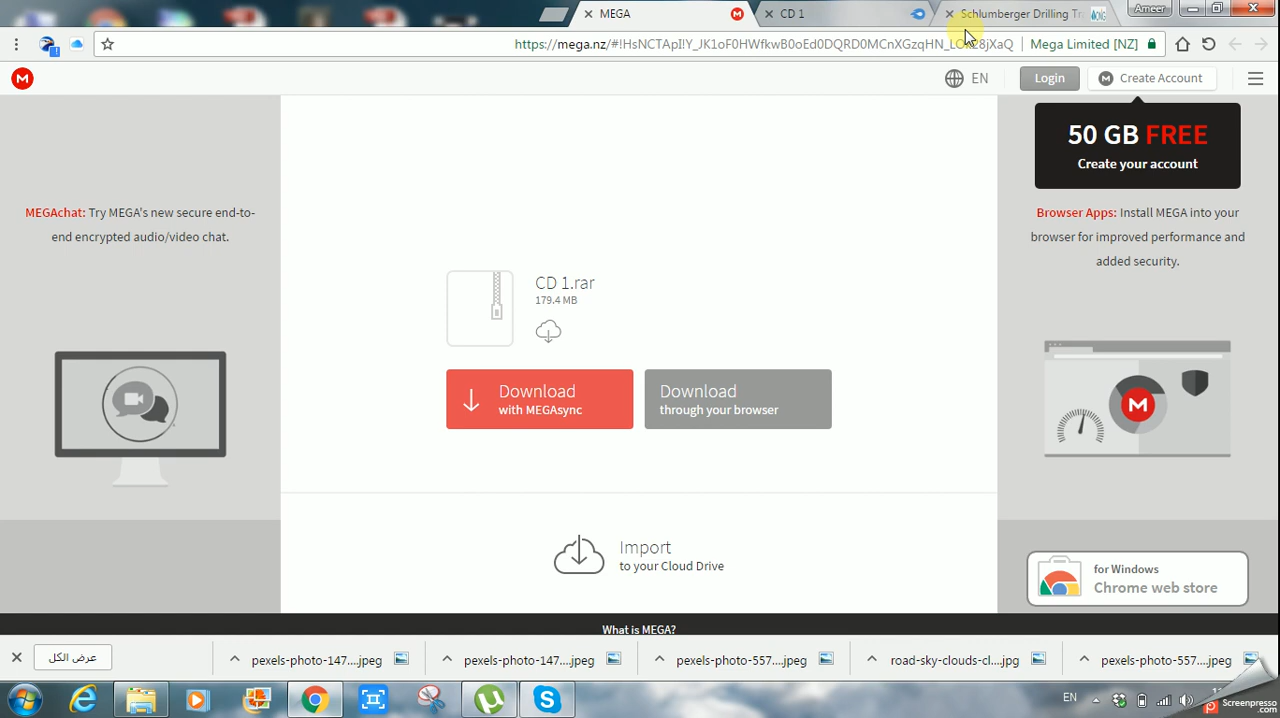 MEGA
CD 1
Schlumberger Drilling Tr
Ameer
https://mega.nz/#!HsNCTApI!Y_JK1oF0HWfkwB0oEd0DQRD0MCnXGzqHN_
Mega Limited [NZ]
EN
Login
Create Account
50 GB FREE
Create your account
MEGAchat: Try MEGA's new secure end-to-
end encrypted audio/video chat.
Browser Apps: Install MEGA into your
browser for improved performance and
added security.
CD 1.rar
179.4 MB
Download
with MEGAsync
Download
through your browser
Import
to your Cloud Drive
for Windows
Chrome web store
What is MEGA?
عرض الكل
pexels-photo-147....jpeg
pexels-photo-147....jpeg
pexels-photo-557....jpeg
road-sky-clouds-cl....jpg
pexels-photo-557....jpeg
EN
Screenpresso
.com